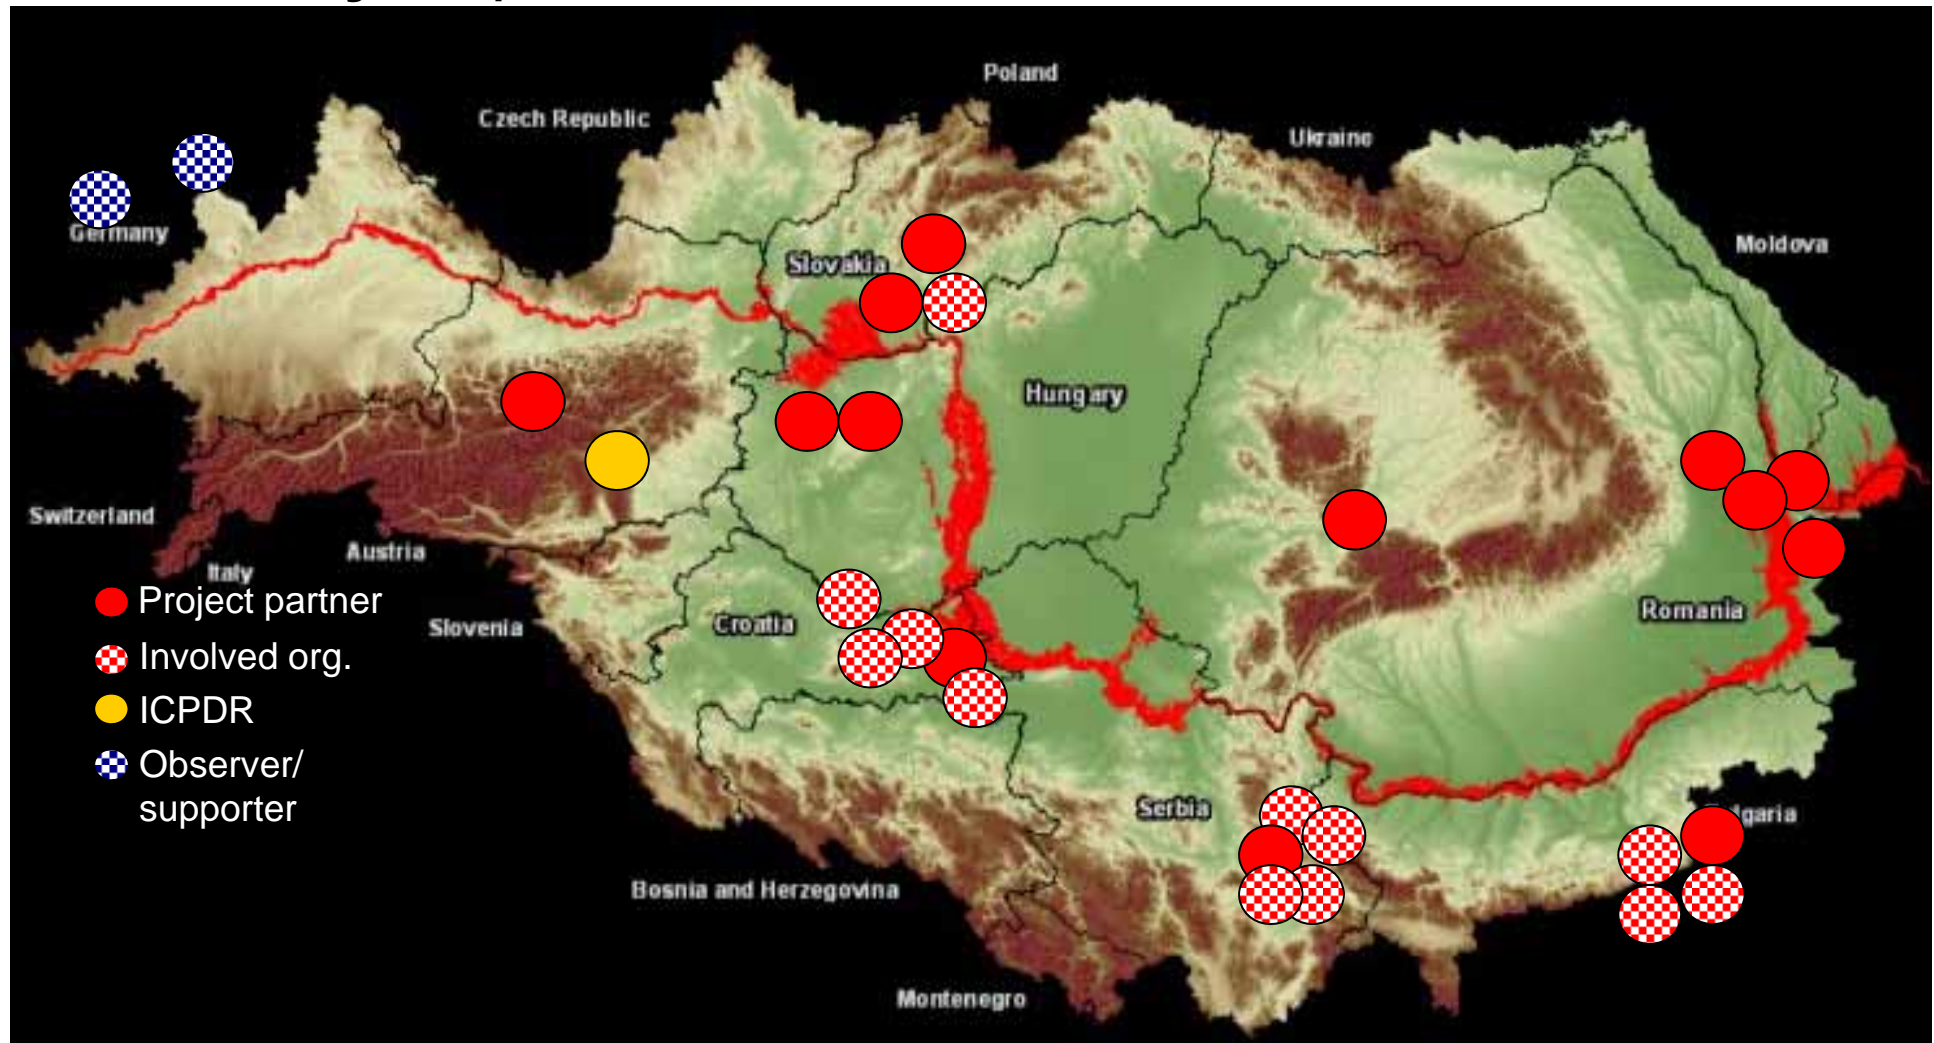 Poland
Czech Republic
Ukraine
Germany
Moldova
Slovakia
Hungary
Switzerland
Austria
Italy
Project partner
Romania
Croatia
Slovenia
Involved org.
ICPDR
Observer/
supporter
Serbia
lgaria
Bosnia and Herzegovina
Montenegro